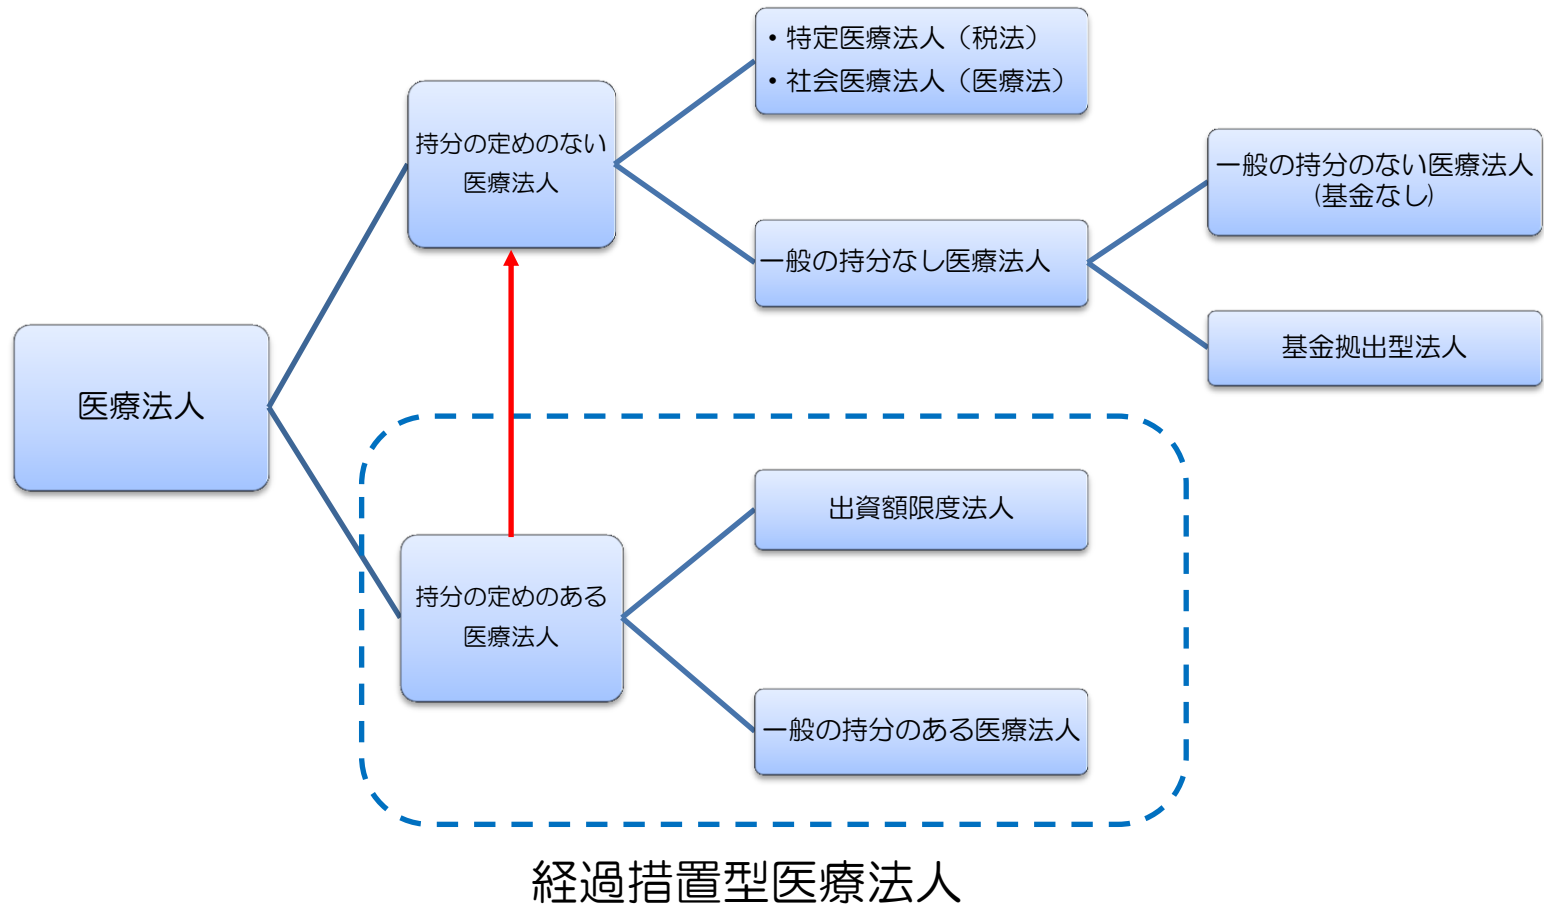 ・特定医療法人（税法）
・社会医療法人（医療法）
持分の定めのない
医療法人
一般の持分のない医療法人
(基金なし)
一般の持分なし医療法人
基金拠出型法人
医療法人
出資額限度法人
持分の定めのある
医療法人
一般の持分のある医療法人
経過措置型医療法人